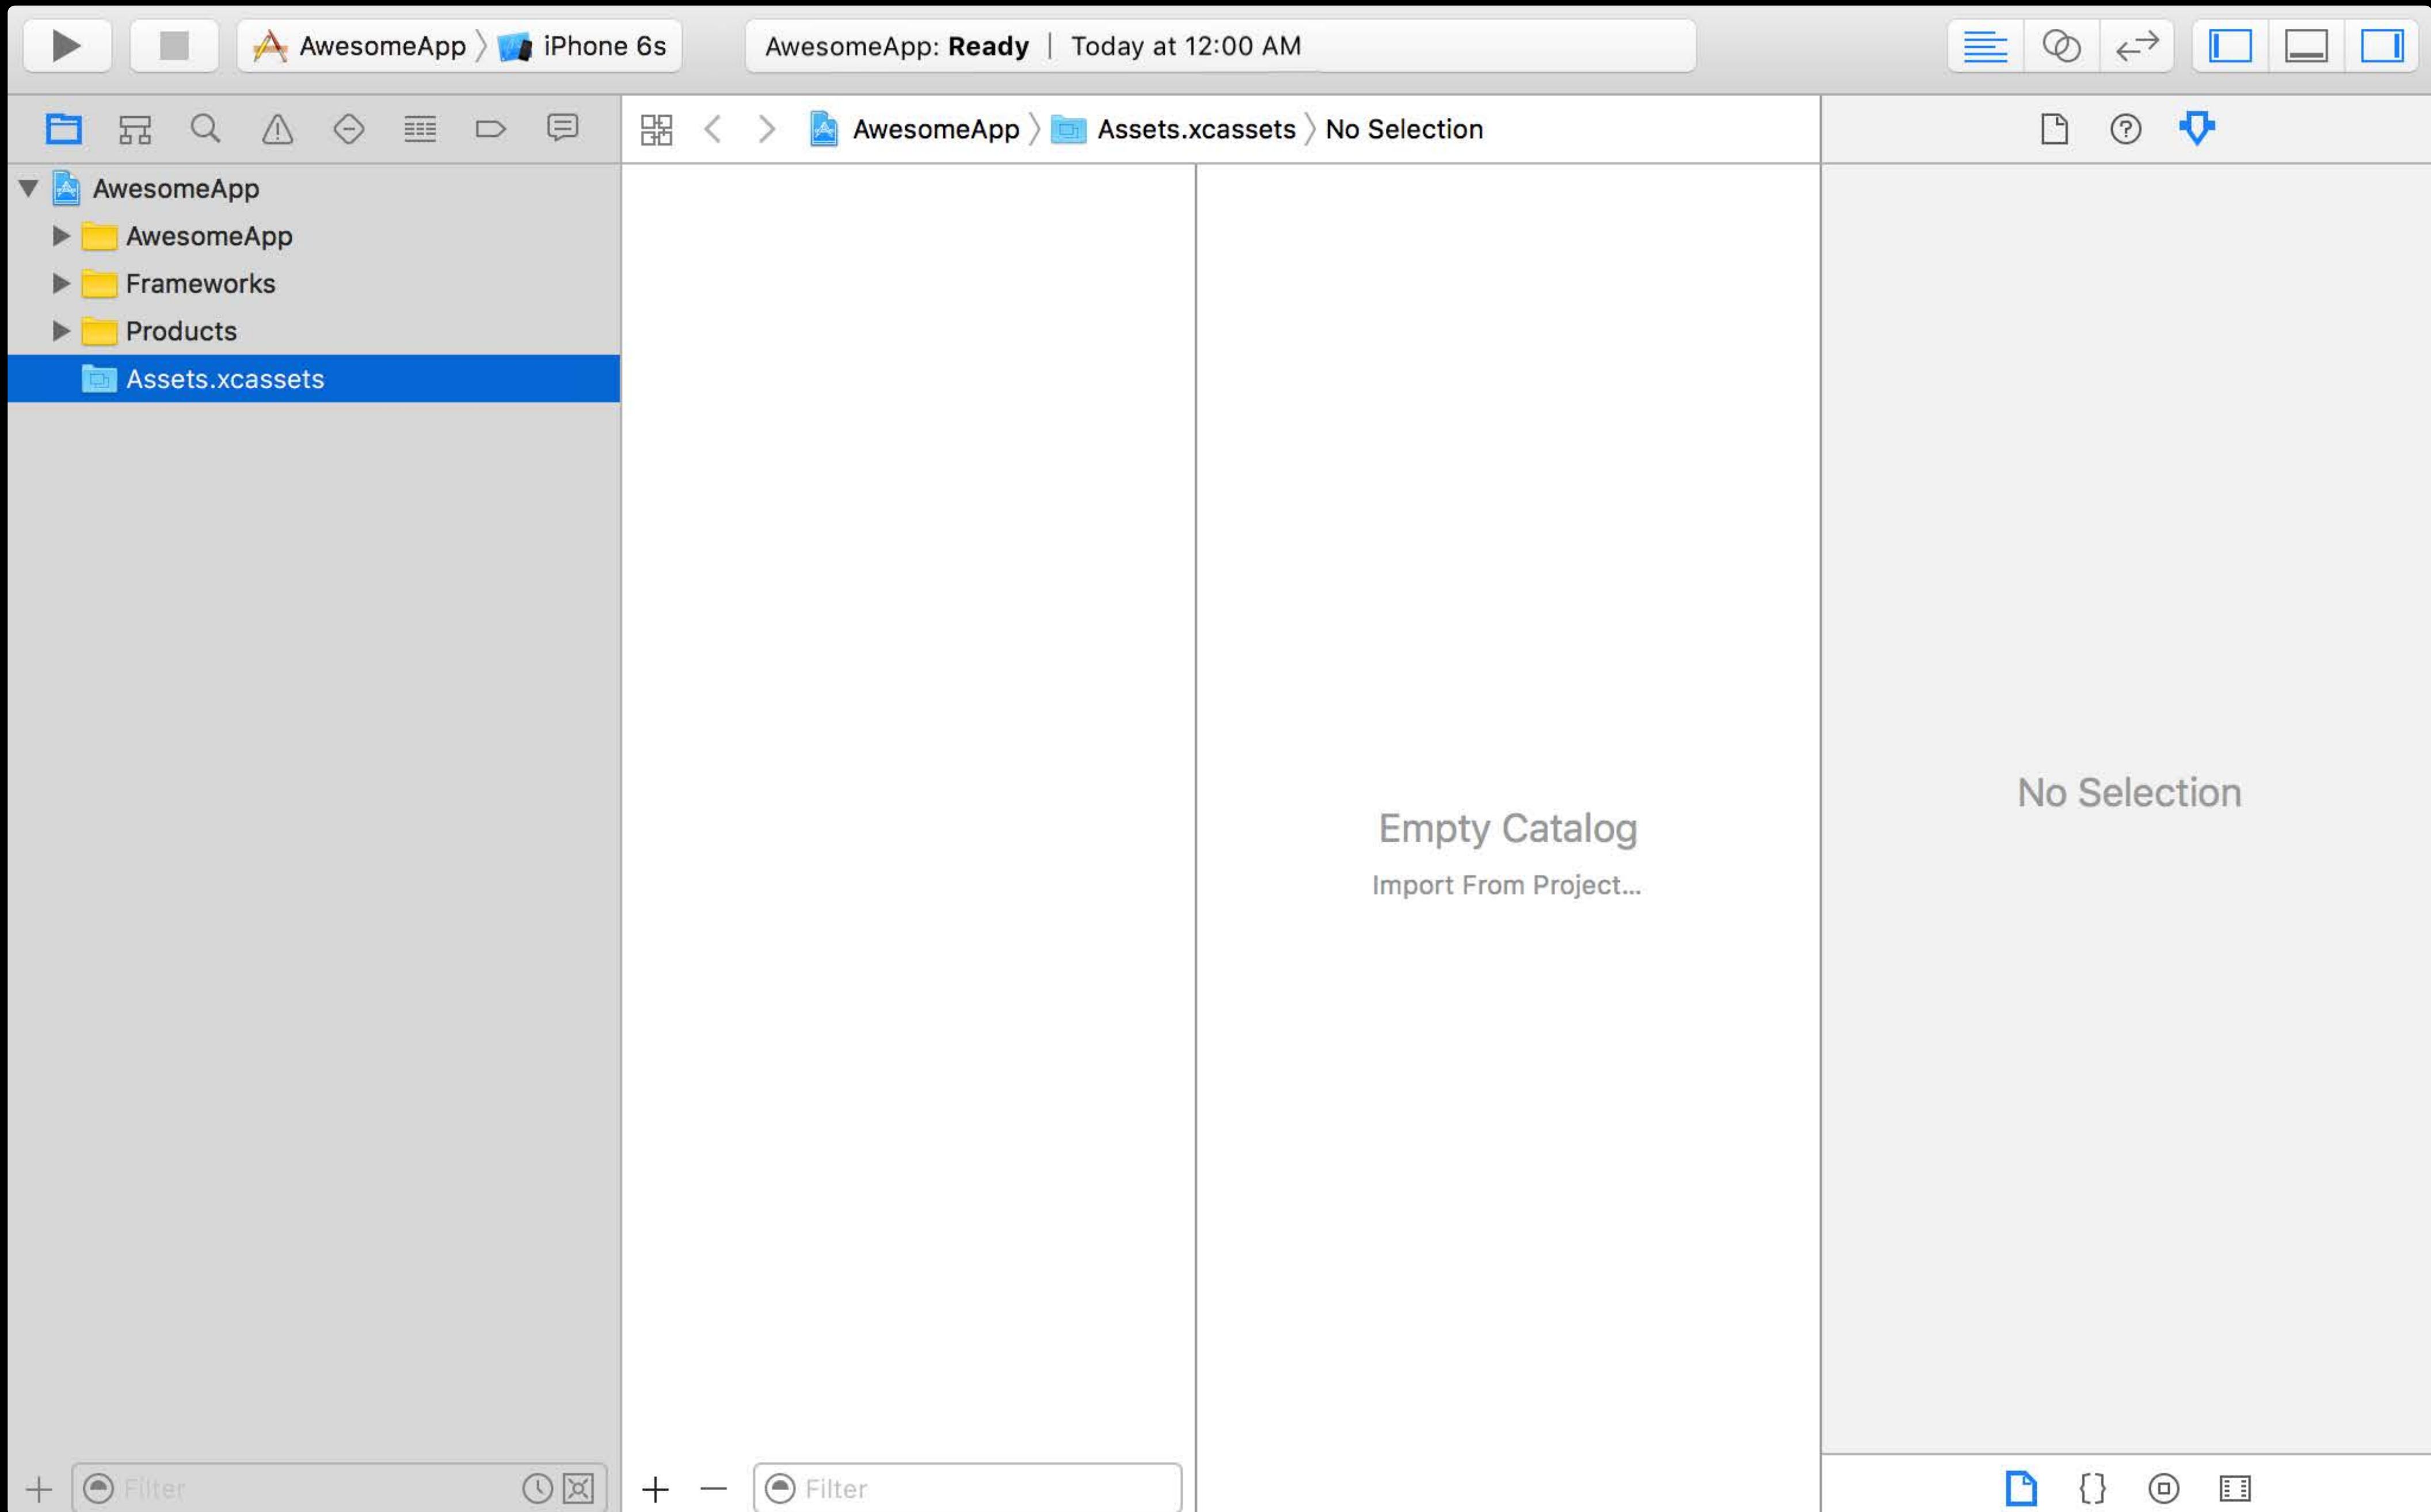 AwesomeApp iPhone 6s
AwesomeApp: Ready | Today at 12:00 AM
AwesomeApp Assets.xcassets No Selection
AwesomeApp
AwesomeApp
Frameworks
Products
Assets.xcassets
Empty Catalog
Import From Project...
No Selection
Filter
Filter